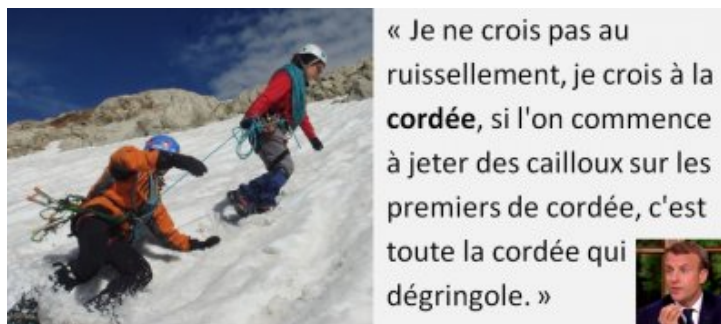 « Je ne crois pas au
ruissellement, je crois à la
cordée, si l'on commence
à jeter des cailloux sur les
premiers de cordée, c'est
toute la cordée qui
dégringole. »